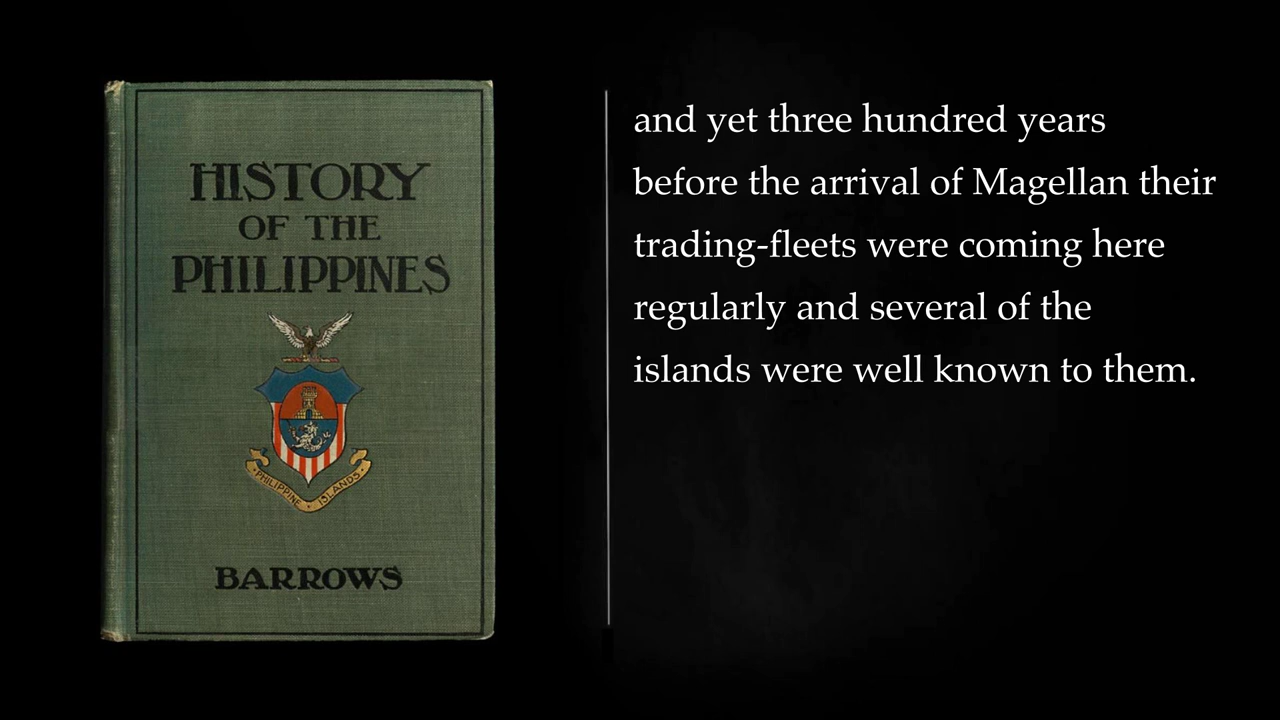 HISTORY
OF THE
PHILIPPINES
PHILIPPINE ISLANDS
BARROWS
and yet three hundred years
before the arrival of Magellan their
trading-fleets were coming here
regularly and several of the
islands were well known to them.